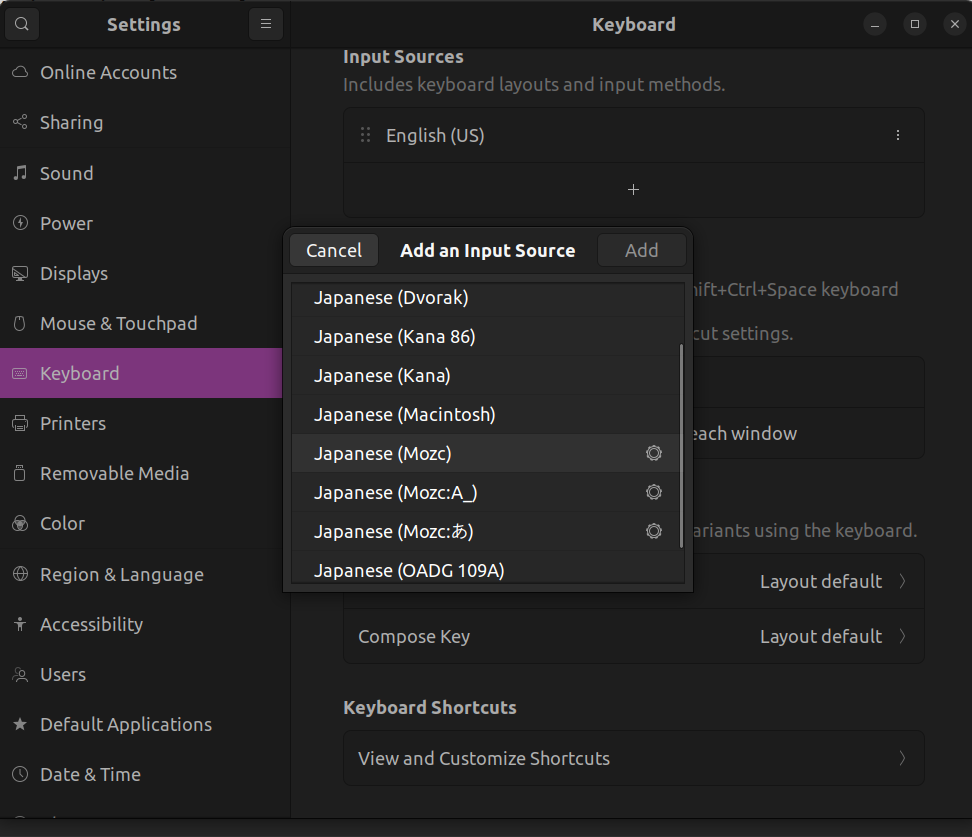 Settings
Keyboard
Online Accounts
Sharing
Sound
Power
Displays
Mouse & Touchpad
Keyboard
Printers
Removable Media
Color
Region & Language
Accessibility
Users
Default Applications
Date & Time
Input Sources
Includes keyboard layouts and input methods.
English (US)
+
Cancel
Add an Input Source
Add
Japanese (Dvorak)
Japanese (Kana 86)
Japanese (Kana)
Japanese (Macintosh)
Japanese (Mozc)
Japanese (Mozc:A_)
Japanese (Mozc:あ)
Japanese (OADG 109A)
ift+Ctrl+Space keyboard
cut settings.
each window
ariants using the keyboard.
Layout default
Compose Key Layout default
Keyboard Shortcuts
View and Customize Shortcuts